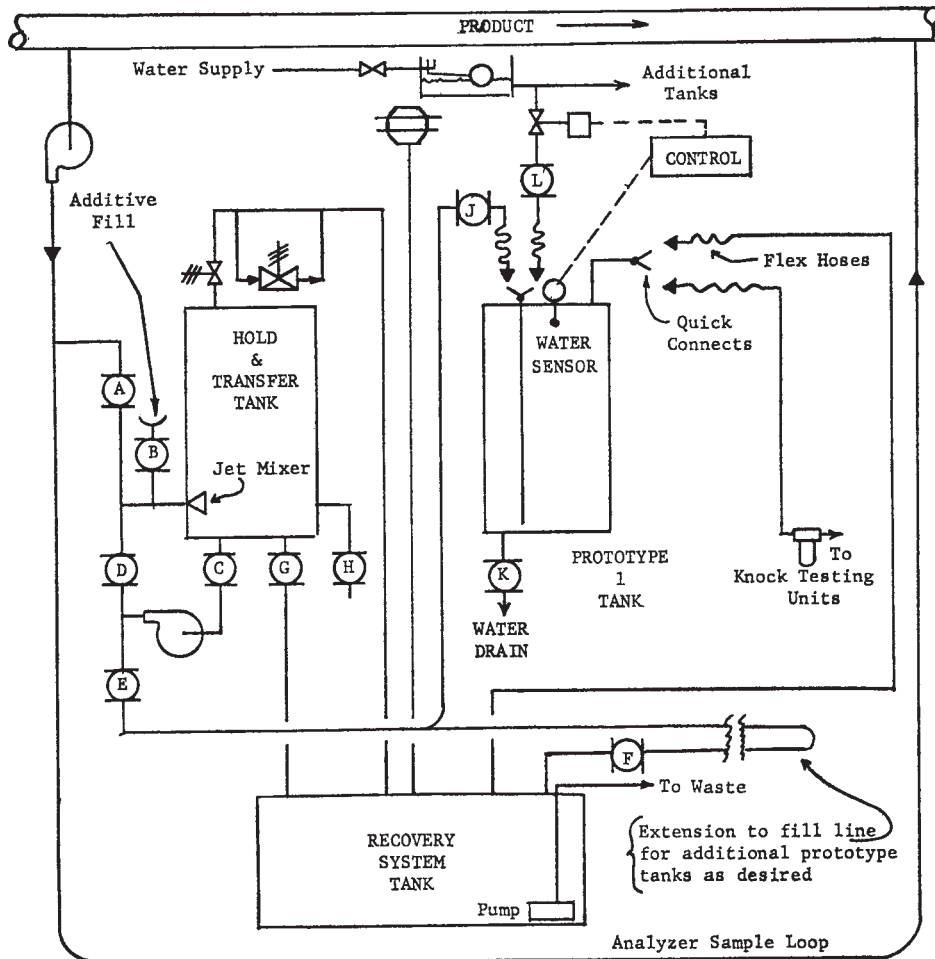 PRODUCT
Water Supply
Additional
Tanks
CONTROL
L
J
Additive
Fill
Flex Hoses
Quick
Connects
HOLD
&
TRANSFER
TANK
WATER
SENSOR
A
B
Jet Mixer
D
C
G
H
K
PROTOTYPE
1
TANK
To
Knock Testing
Units
WATER
DRAIN
E
F
To Waste
RECOVERY
SYSTEM
TANK
Extension to fill line
for additional prototype
tanks as desired
Pump
Analyzer Sample Loop